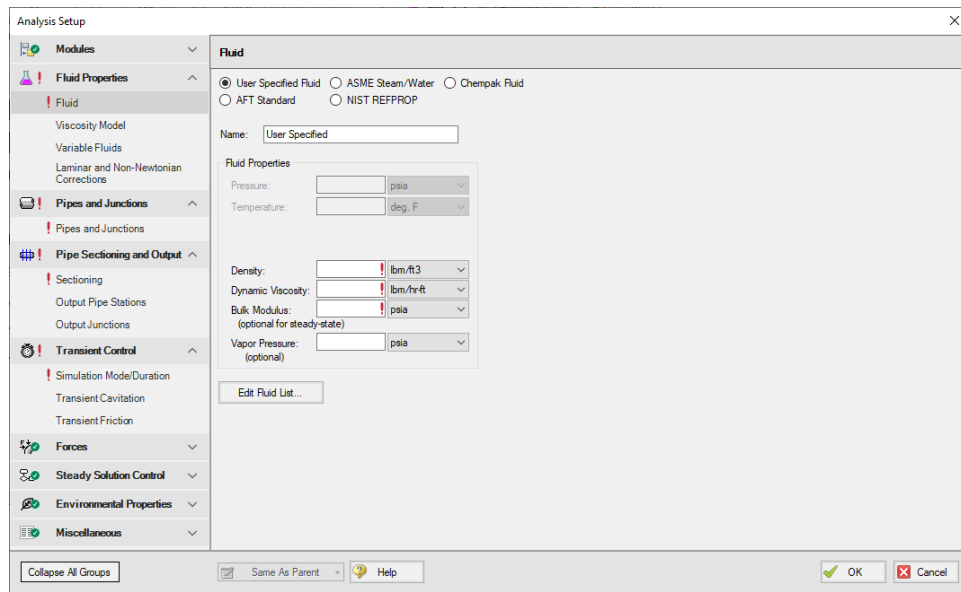 Analysis Setup
Modules
Fluid Properties
Fluid
Viscosity Model
Variable Fluids
Laminar and Non-Newtonian
Corrections
Pipes and Junctions
Pipes and Junctions
Pipe Sectioning and Output
Sectioning
Output Pipe Stations
Output Junctions
Transient Control
Simulation Mode/Duration
Transient Cavitation
Transient Friction
Forces
Steady Solution Control
Environmental Properties
Miscellaneous
Collapse All Groups
Fluid
User Specified Fluid ASME Steam/Water Chempak Fluid
AFT Standard NIST REFPROP
Name: User Specified
Fluid Properties
Pressure: psia
Temperature: deg. F
Density: lbm/ft3
Dynamic Viscosity: lbm/hr-ft
Bulk Modulus: psia
(optional for steady-state)
Vapor Pressure: psia
(optional)
Edit Fluid List...
Same As Parent Help OK Cancel